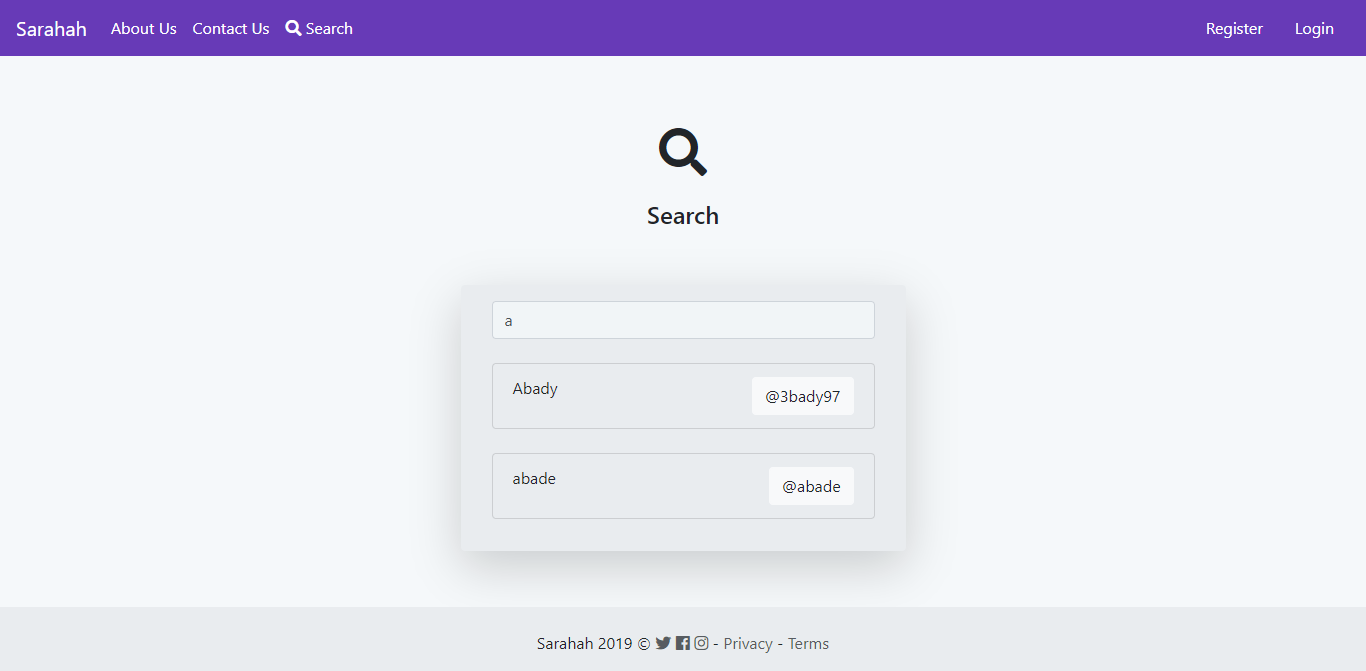 Sarahah About Us Contact Us Search Register Login
Search
a
Abady @3bady97
abade @abade
Sarahah 2019 © - Privacy - Terms